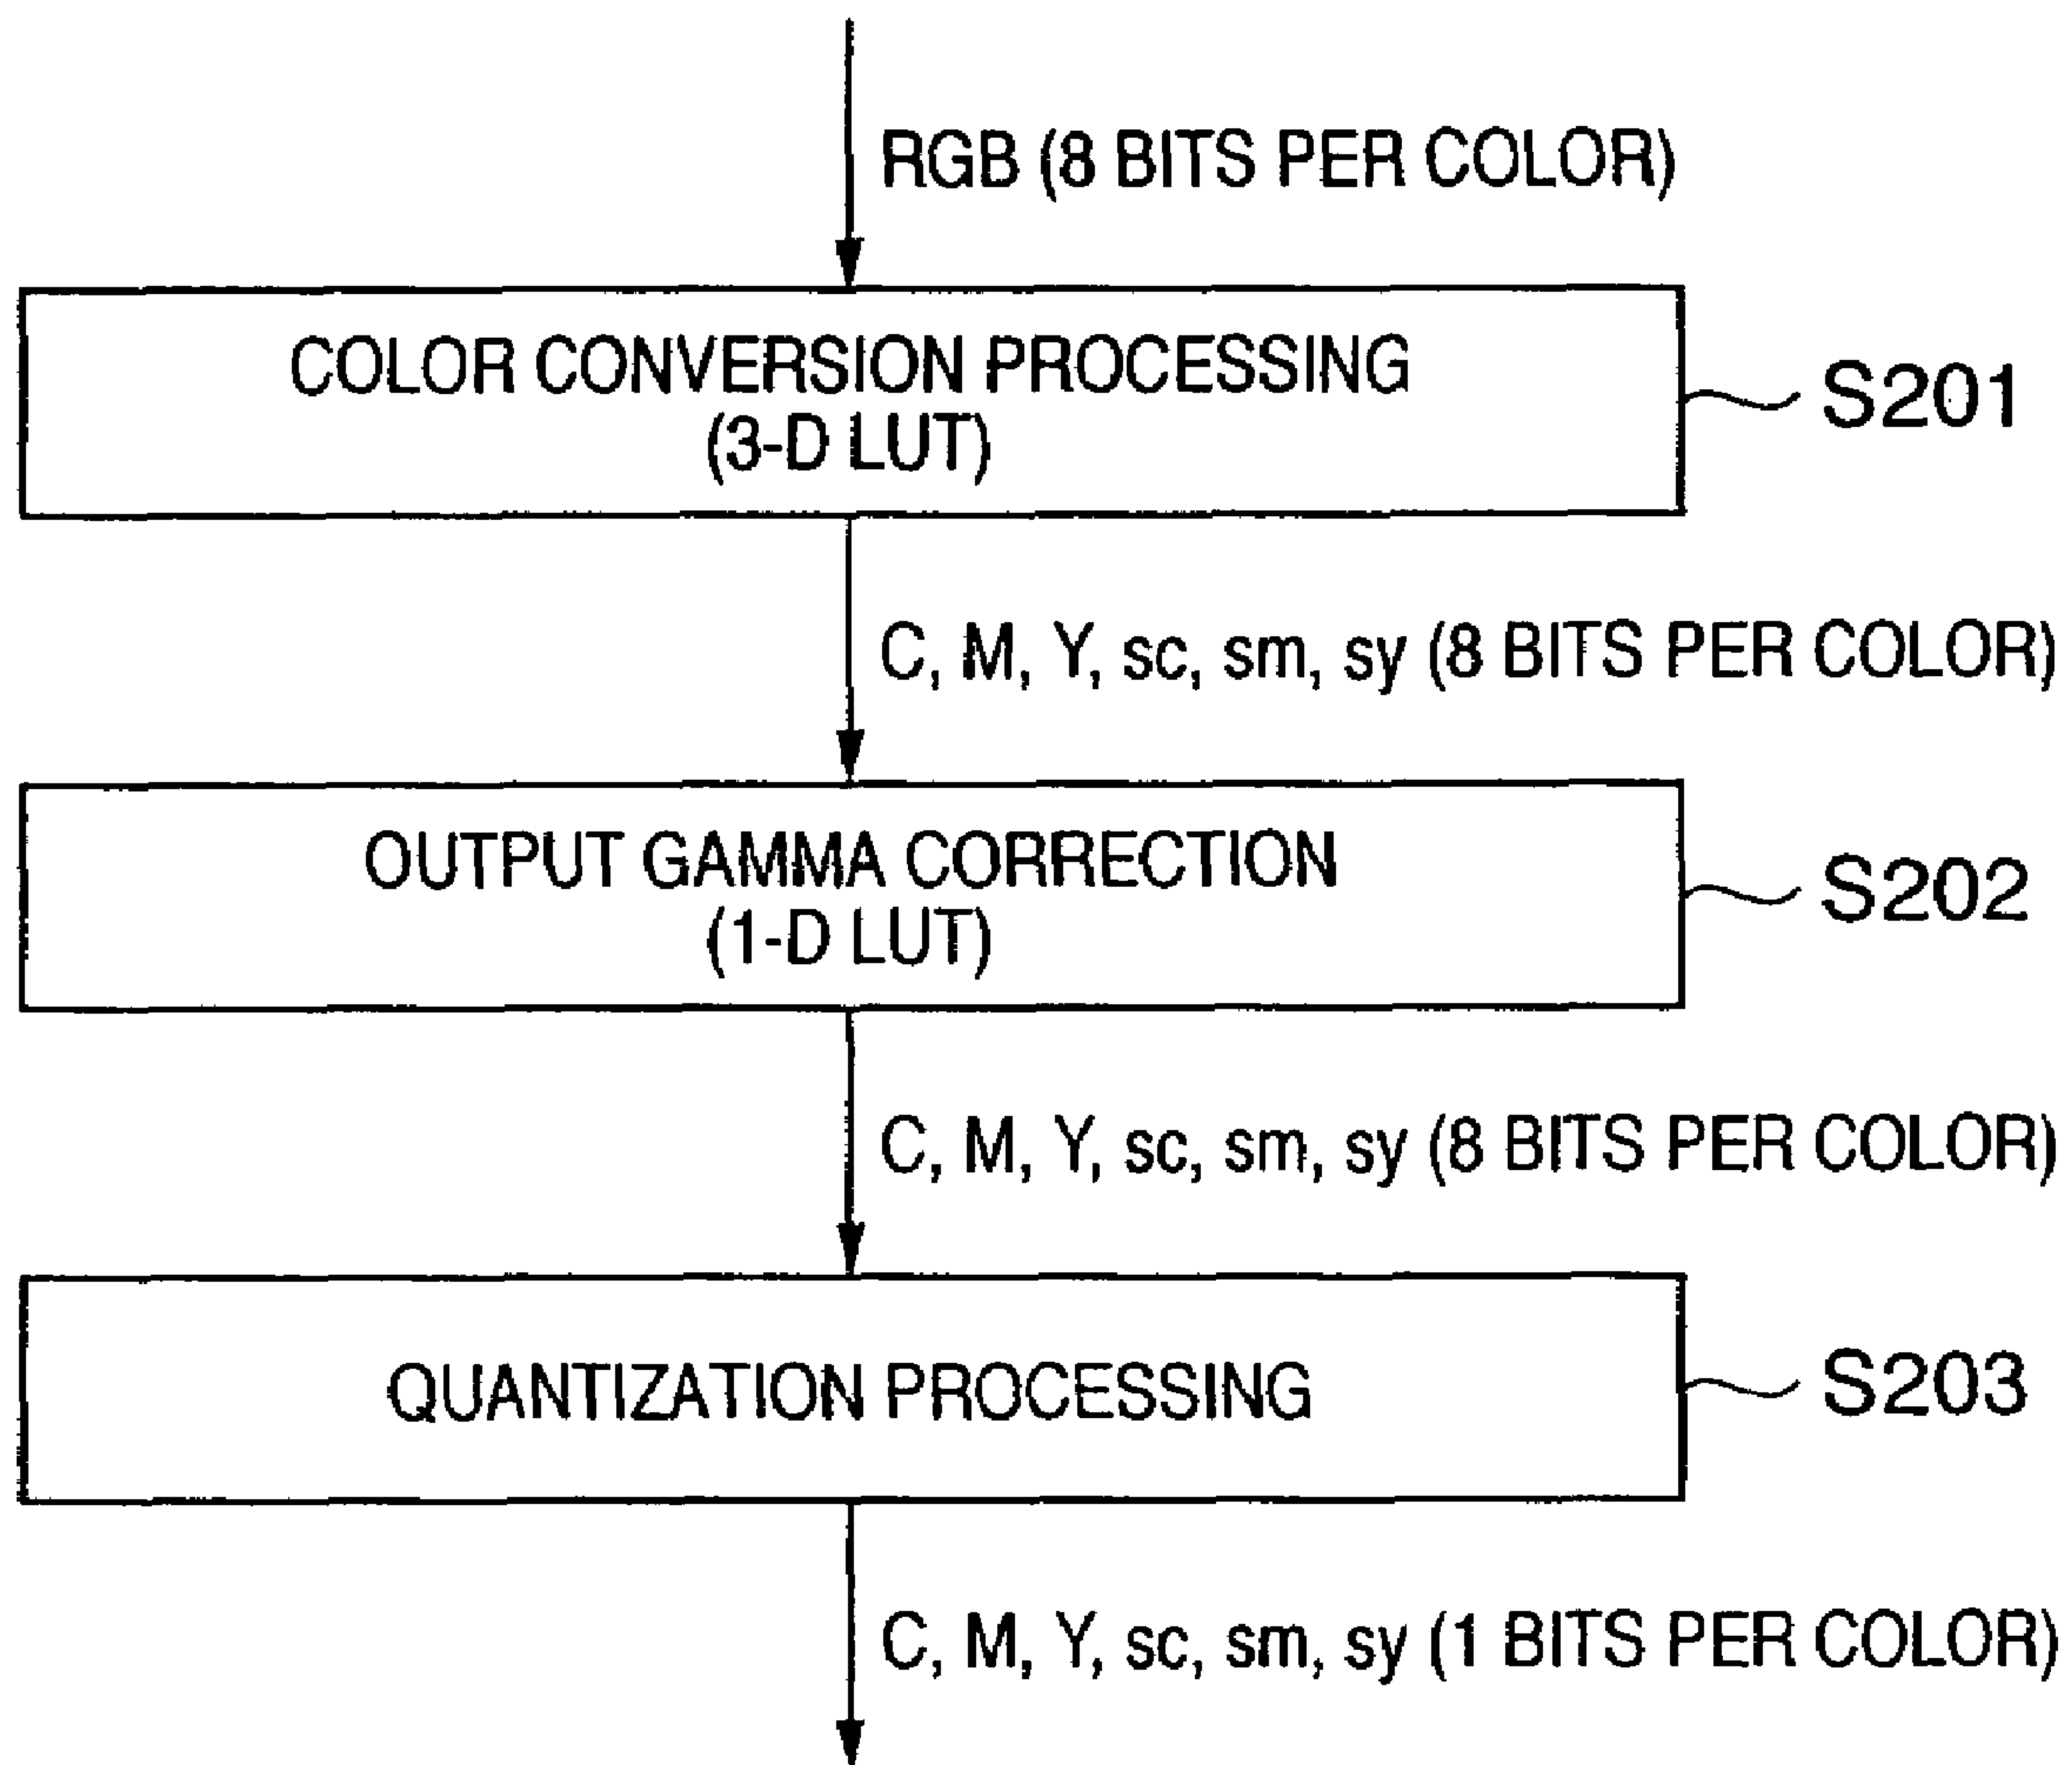 RGB (8 BITS PER COLOR)
COLOR CONVERSION PROCESSING
(3-D LUT)
S201
C, M, Y, sc, sm, sy (8 BITS PER COLOR)
OUTPUT GAMMA CORRECTION
(1-D LUT)
S202
C, M, Y, sc, sm, sy (8 BITS PER COLOR)
QUANTIZATION PROCESSING
S203
C, M, Y, sc, sm, sy (1 BITS PER COLOR)